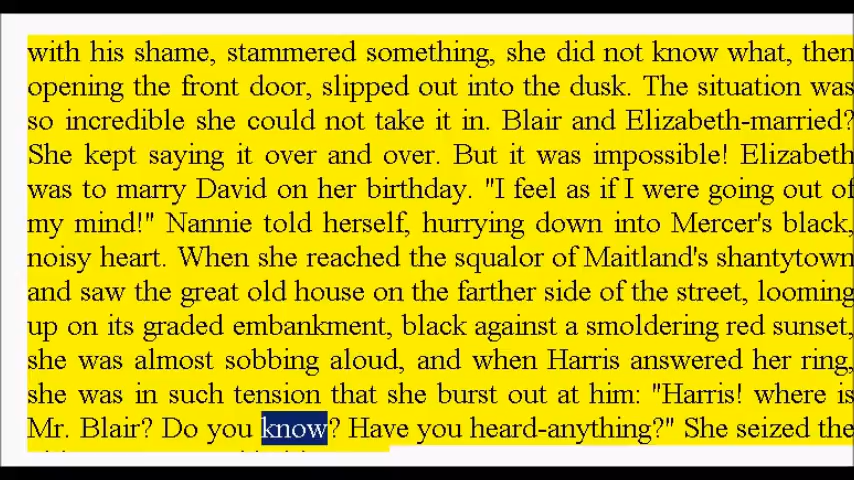 with his shame, stammered something, she did not know what, then
opening the front door, slipped out into the dusk. The situation was
so incredible she could not take it in. Blair and Elizabeth-married?
She kept saying it over and over. But it was impossible! Elizabeth
was to marry David on her birthday. "I feel as if I were going out of
my mind!" Nannie told herself, hurrying down into Mercer's black,
noisy heart. When she reached the squalor of Maitland's shantytown
and saw the great old house on the farther side of the street, looming
up on its graded embankment, black against a smoldering red sunset,
she was almost sobbing aloud, and when Harris answered her ring,
she was in such tension that she burst out at him: "Harris! where is
Mr. Blair? Do you know? Have you heard-anything?" She seized the